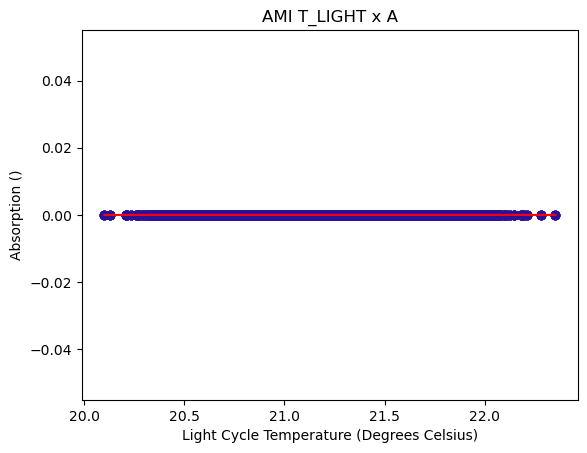 AMI T_LIGHT x A
Absorption ()
0.04
0.02
0.00
−0.02
−0.04
20.0 20.5 21.0 21.5 22.0
Light Cycle Temperature (Degrees Celsius)